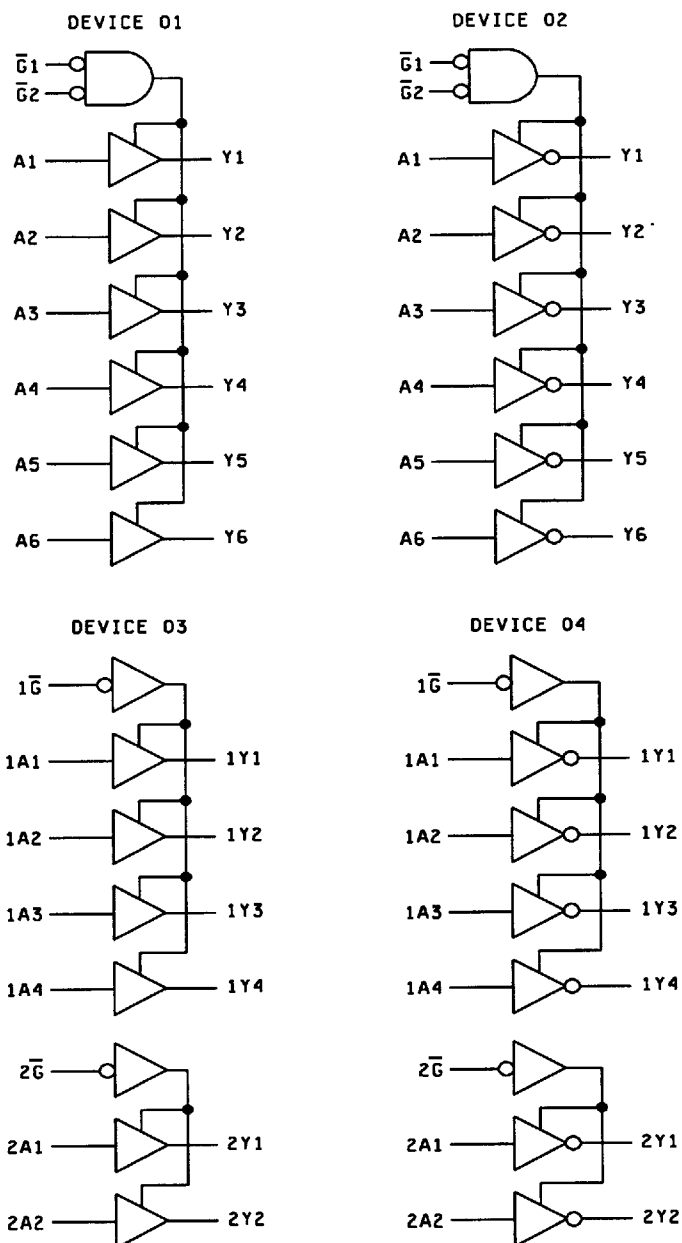 DEVICE 01
G̅1
G̅2
A1 Y1
A2 Y2
A3 Y3
A4 Y4
A5 Y5
A6 Y6
DEVICE 02
G̅1
G̅2
A1 Y1
A2 Y2
A3 Y3
A4 Y4
A5 Y5
A6 Y6
DEVICE 03
1G̅
1A1 1Y1
1A2 1Y2
1A3 1Y3
1A4 1Y4
2G̅
2A1 2Y1
2A2 2Y2
DEVICE 04
1G̅
1A1 1Y1
1A2 1Y2
1A3 1Y3
1A4 1Y4
2G̅
2A1 2Y1
2A2 2Y2